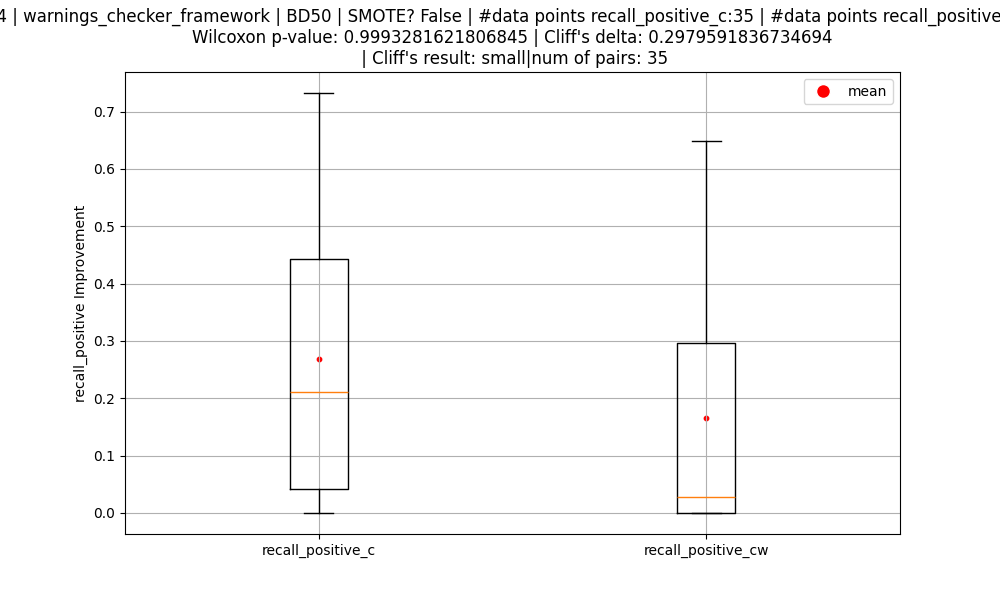 4 | warnings_checker_framework | BD50 | SMOTE? False | #data points recall_positive_c:35 | #data points recall_positive
Wilcoxon p-value: 0.9993281621806845 | Cliff's delta: 0.2979591836734694
| Cliff's result: small|num of pairs: 35
mean
0.7
0.6
0.5
0.4
0.3
0.2
0.1
0.0
recall_positive Improvement
recall_positive_c
recall_positive_cw